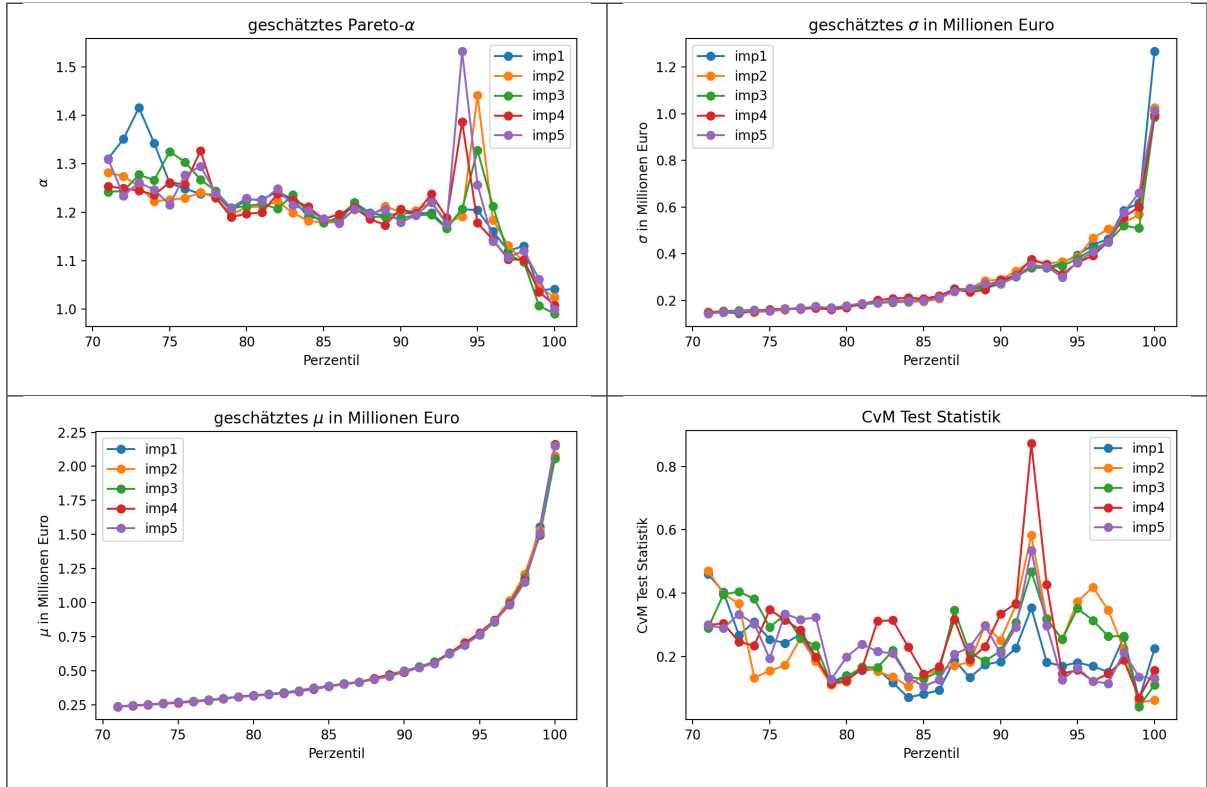 geschätztes Pareto-α
α
1.5
1.4
1.3
1.2
1.1
1.0
imp1
imp2
imp3
imp4
imp5
70 75 80 85 90 95 100
Perzentil
geschätztes σ in Millionen Euro
σ in Millionen Euro
1.2
1.0
0.8
0.6
0.4
0.2
imp1
imp2
imp3
imp4
imp5
70 75 80 85 90 95 100
Perzentil
geschätztes μ in Millionen Euro
μ in Millionen Euro
2.25
2.00
1.75
1.50
1.25
1.00
0.75
0.50
0.25
imp1
imp2
imp3
imp4
imp5
70 75 80 85 90 95 100
Perzentil
CvM Test Statistik
CvM Test Statistik
0.8
0.6
0.4
0.2
imp1
imp2
imp3
imp4
imp5
70 75 80 85 90 95 100
Perzentil